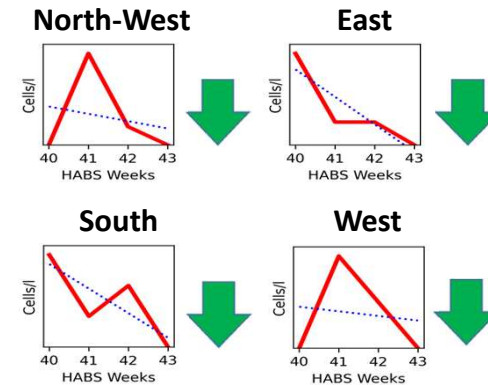 North-West
Cells/l
40 41 42 43
HABS Weeks
East
Cells/l
40 41 42 43
HABS Weeks
South
Cells/l
40 41 42 43
HABS Weeks
West
Cells/l
40 41 42 43
HABS Weeks